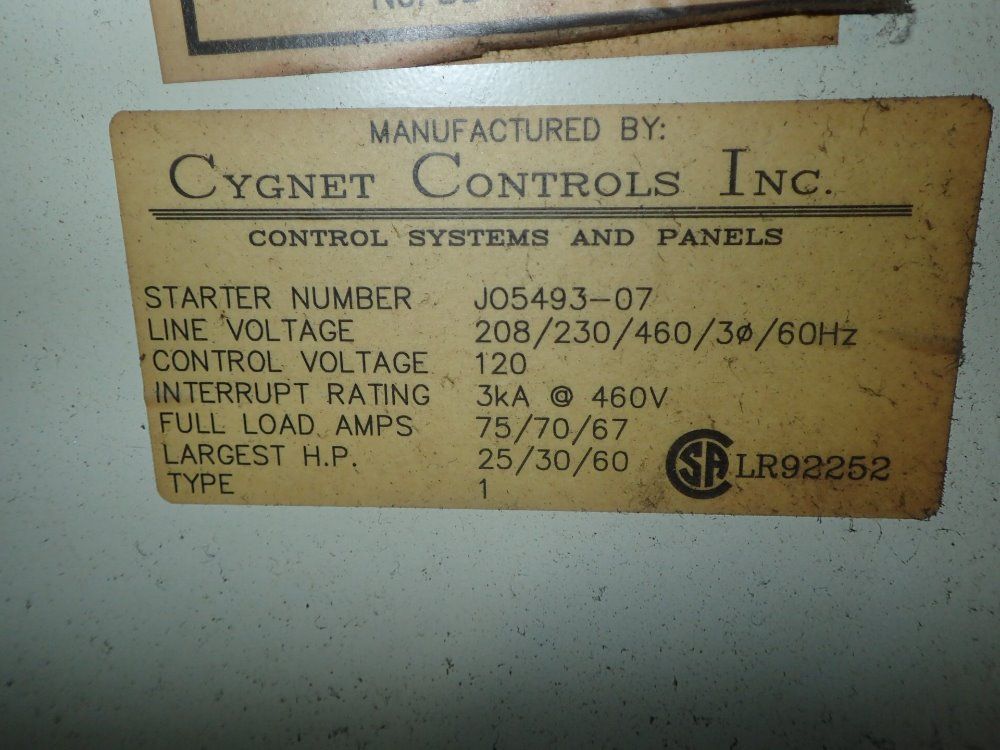 No.
MANUFACTURED BY:
CYGNET CONTROLS INC.
CONTROL SYSTEMS AND PANELS
STARTER NUMBER JO5493-07
LINE VOLTAGE 208/230/460/3ø/60Hz
CONTROL VOLTAGE 120
INTERRUPT RATING 3kA @ 460V
FULL LOAD AMPS 75/70/67
LARGEST H.P. 25/30/60
SA LR92252
TYPE 1